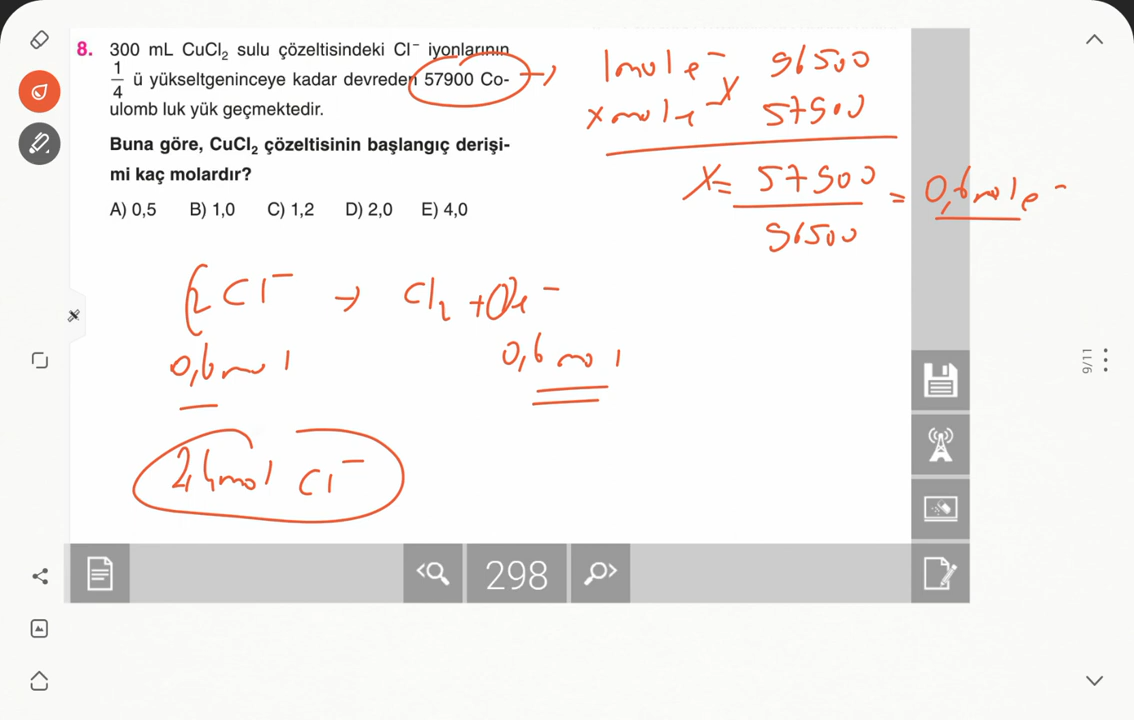 8. 300 mL CuCl₂ sulu çözeltisindeki Cl⁻ iyonlarının
1/4 ü yükseltgeninceye kadar devreden 57900 Co-
ulomb luk yük geçmektedir.
Buna göre, CuCl₂ çözeltisinin başlangıç derişi-
mi kaç molardır?
A) 0,5 B) 1,0 C) 1,2 D) 2,0 E) 4,0
→ 1 mol e⁻ 96500
x mol e⁻ 57900
x = 57900 / 96500 = 0,6 mol e⁻
2Cl⁻ → Cl₂ + 2e⁻
0,6 mol 0,6 mol
2,4 mol Cl⁻
298
9/11